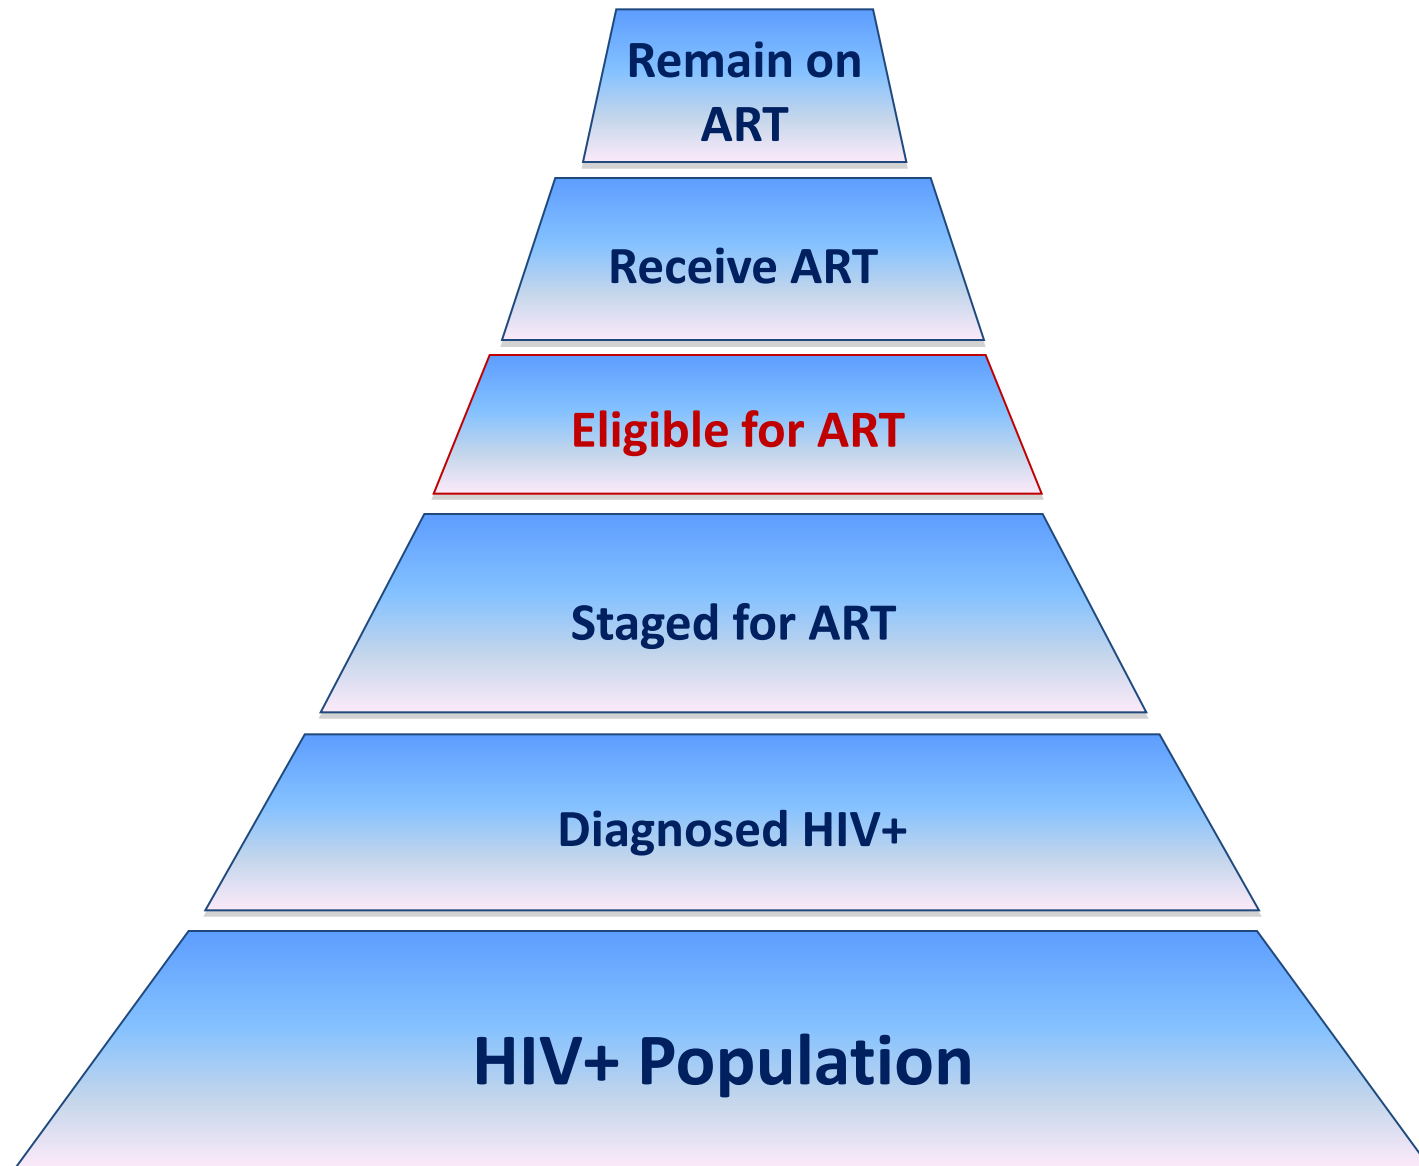 Remain on
ART
Receive ART
Eligible for ART
Staged for ART
Diagnosed HIV+
HIV+ Population